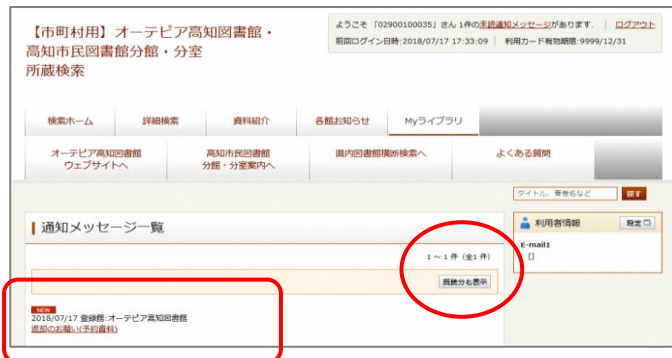 【市町村用】オーテピア高知図書館・
高知市民図書館分館・分室
所蔵検索
ようこそ「02900100035」さん 1件の未読通知メッセージがあります. | ログアウト
前回ログイン日時:2018/07/17 17:33:09 | 利用カード有効期限:9999/12/31
検索ホーム 詳細検索 資料紹介 各館お知らせ Myライブラリ
オーテピア高知図書館
ウェブサイトへ
高知市民図書館
分館・分室案内へ
県内図書館横断検索へ
よくある質問
タイトル、著者名など 探す
通知メッセージ一覧
1 ～ 1 件 (全1 件)
既読分も表示
NEW
2018/07/17 登録館:オーテピア高知図書館
返却のお願い(予約資料)
利用者情報 設定
E-mail1
[]